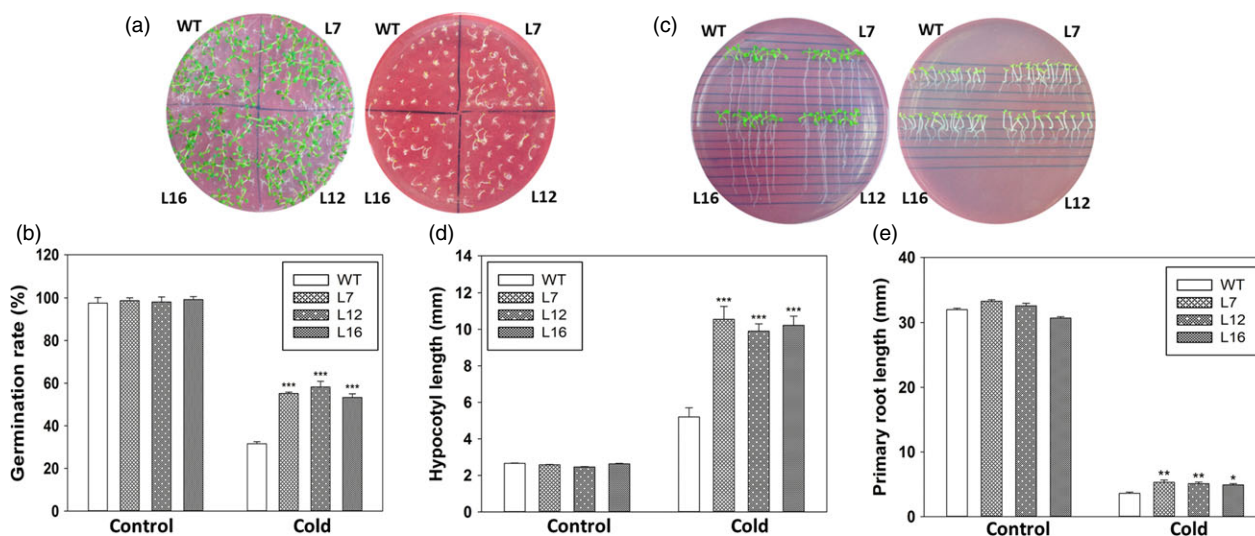 (a)
WT
L7
L16
L12
WT
L7
L16
L12
(c)
WT
L7
L16
L12
WT
L7
L16
L12
(b)
Germination rate (%)
120
100
80
60
40
20
0
WT
L7
L12
L16
***
***
***
Control
Cold
(d)
Hypocotyl length (mm)
14
12
10
8
6
4
2
0
WT
L7
L12
L16
***
***
***
Control
Cold
(e)
Primary root length (mm)
40
30
20
10
0
WT
L7
L12
L16
**
**
*
Control
Cold